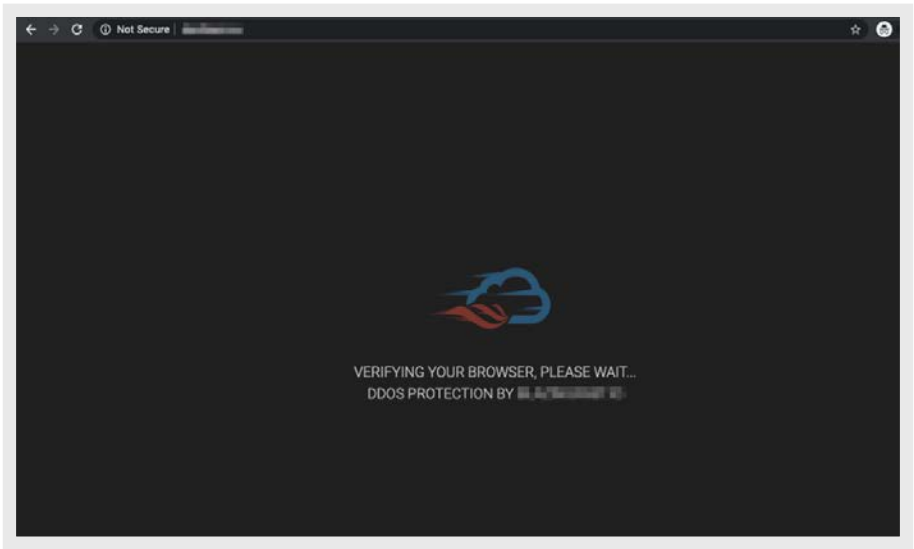 Not Secure
VERIFYING YOUR BROWSER, PLEASE WAIT...
DDOS PROTECTION BY